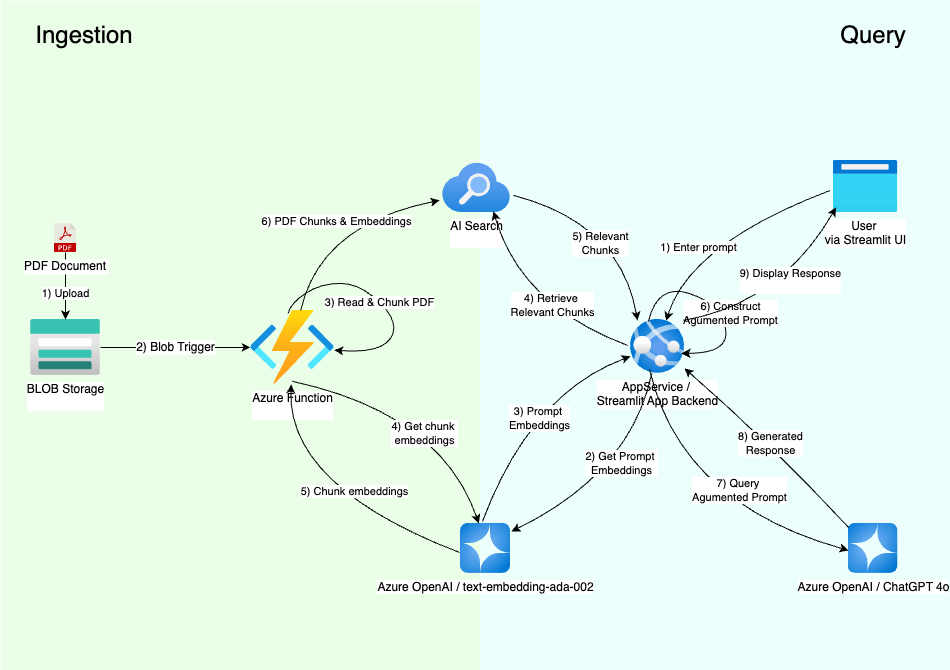 Ingestion
Query
PDF
PDF Document
1) Upload
BLOB Storage
2) Blob Trigger
Azure Function
3) Read & Chunk PDF
4) Get chunk
embeddings
5) Chunk embeddings
6) PDF Chunks & Embeddings
AI Search
Azure OpenAI / text-embedding-ada-002
User
via Streamlit UI
1) Enter prompt
2) Get Prompt
Embeddings
3) Prompt
Embeddings
4) Retrieve
Relevant Chunks
5) Relevant
Chunks
6) Construct
Agumented Prompt
AppService /
Streamlit App Backend
7) Query
Agumented Prompt
8) Generated
Response
9) Display Response
Azure OpenAI / ChatGPT 4o